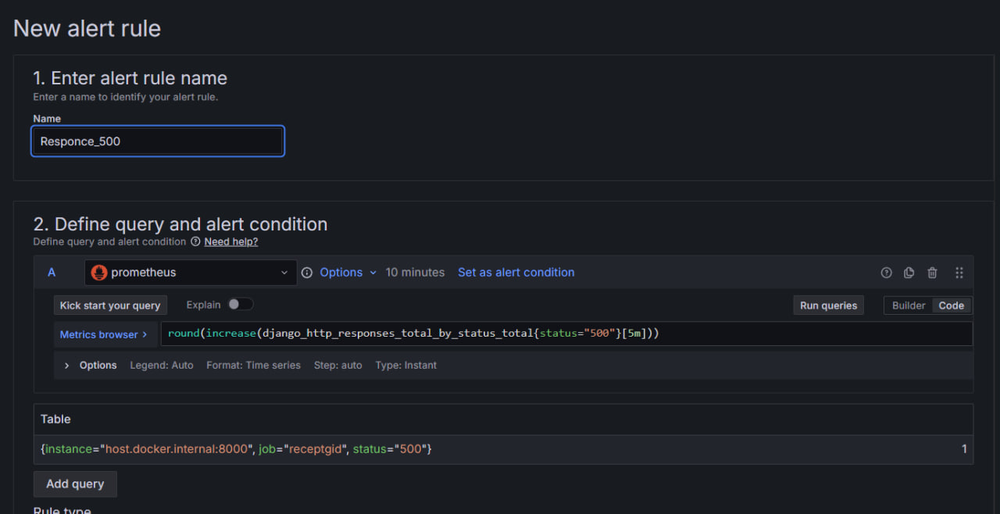 New alert rule
1. Enter alert rule name
Enter a name to identify your alert rule.
Name
Responce_500
2. Define query and alert condition
Define query and alert condition Need help?
A prometheus Options 10 minutes Set as alert condition
Kick start your query Explain Run queries Builder Code
Metrics browser > round(increase(django_http_responses_total_by_status_total{status="500"}[5m]))
> Options Legend: Auto Format: Time series Step: auto Type: Instant
Table
{instance="host.docker.internal:8000", job="receptgid", status="500"} 1
Add query
Rule type